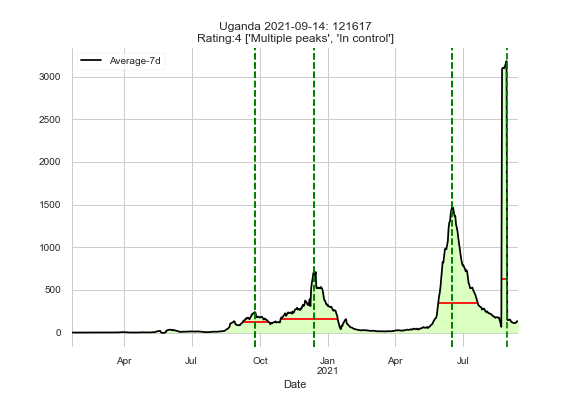 Uganda 2021-09-14: 121617
Rating:4 ['Multiple peaks', 'In control']
Average-7d
3000
2500
2000
1500
1000
500
0
Apr Jul Oct Jan Apr Jul
2021
Date